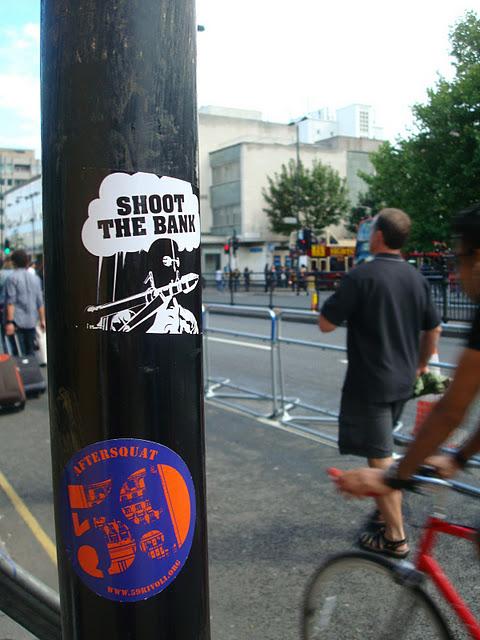 SHOOT
THE BANK
AFTERSQUAT
59
WWW.59RIVOLI.ORG